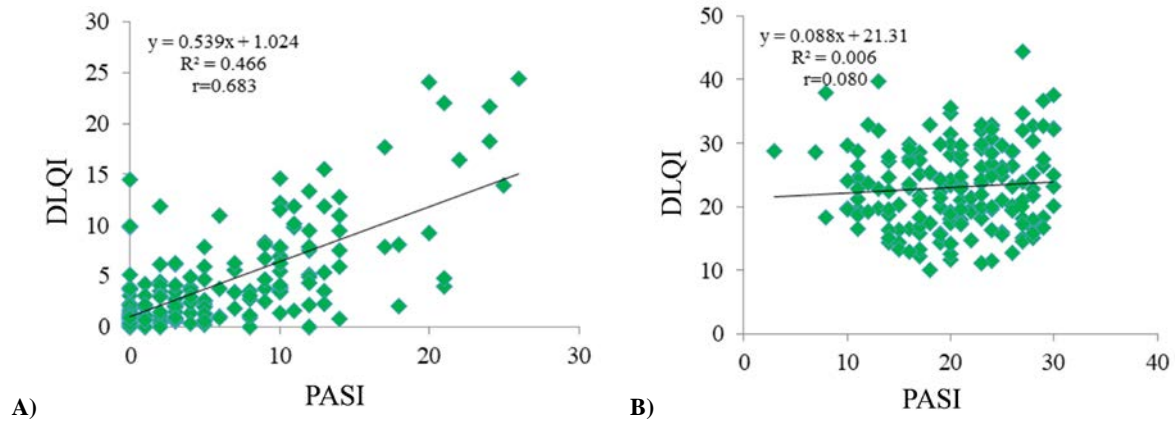 30
25
20
15
10
5
0
DLQI
y = 0.539x + 1.024
R² = 0.466
r=0.683
0 10 20 30
PASI
A)
50
40
30
20
10
0
DLQI
y = 0.088x + 21.31
R² = 0.006
r=0.080
0 10 20 30 40
PASI
B)